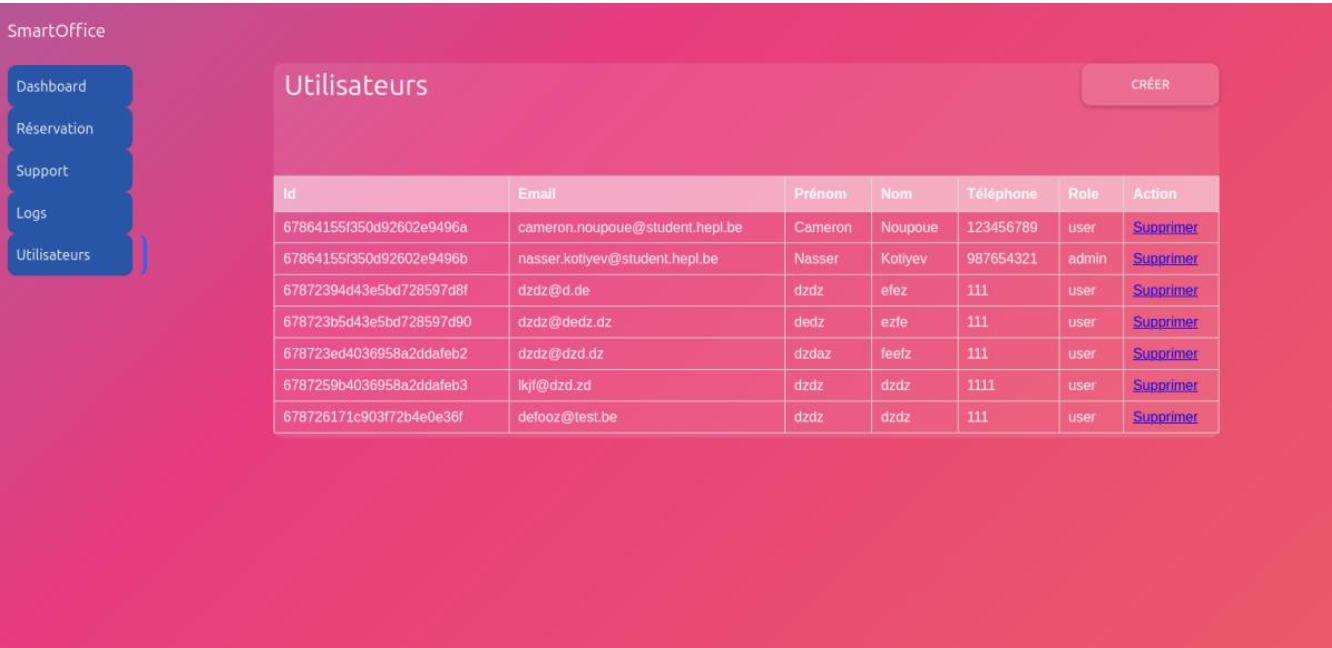 SmartOffice
Dashboard
Réservation
Support
Logs
Utilisateurs
Utilisateurs
CRÉER
Id Email Prénom Nom Téléphone Role Action
67864155f350d92602e9496a cameron.noupoue@student.hepl.be Cameron Noupoue 123456789 user Supprimer
67864155f350d92602e9496b nasser.kotiyev@student.hepl.be Nasser Kotiyev 987654321 admin Supprimer
67872394d43e5bd728597d8f dzdz@d.de dzdz efez 111 user Supprimer
678723b5d43e5bd728597d90 dzdz@dedz.dz dedz ezfe 111 user Supprimer
678723ed4036958a2ddafeb2 dzdz@dzd.dz dzdaz feefz 111 user Supprimer
6787259b4036958a2ddafeb3 lkjf@dzd.zd dzdz dzdz 1111 user Supprimer
678726171c903f72b4e0e36f defooz@test.be dzdz dzdz 111 user Supprimer